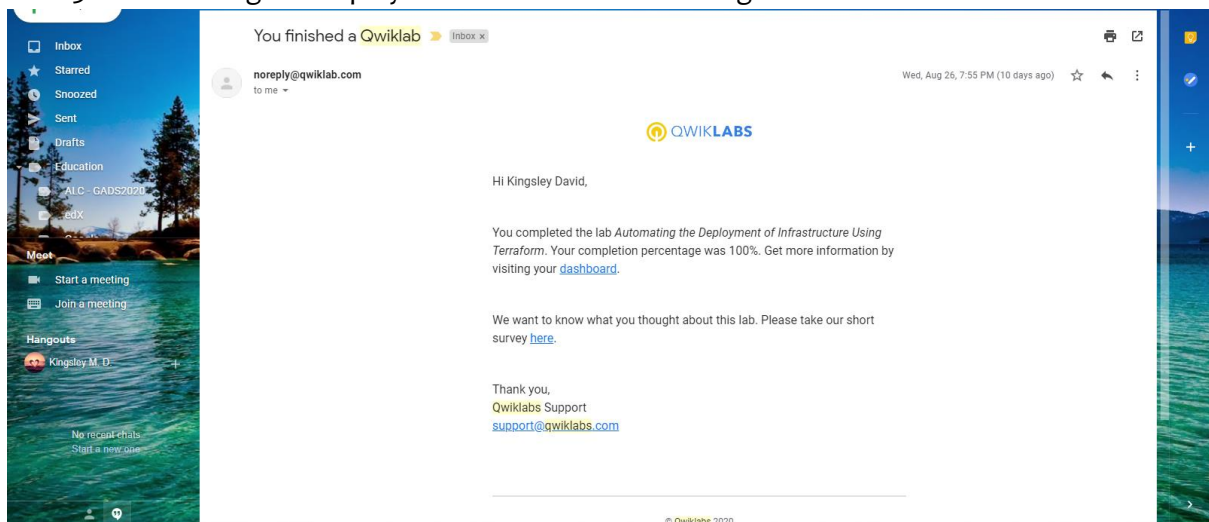 Inbox
Starred
Snoozed
Sent
Drafts
Education
ALC - GADS2020
edX
Meet
Start a meeting
Join a meeting
Hangouts
Kingsley M. D.
No recent chats
Start a new one
You finished a Qwiklab
Inbox x
noreply@qwiklab.com
to me
Wed, Aug 26, 7:55 PM (10 days ago)
QWIKLABS
Hi Kingsley David,
You completed the lab Automating the Deployment of Infrastructure Using
Terraform. Your completion percentage was 100%. Get more information by
visiting your dashboard.
We want to know what you thought about this lab. Please take our short
survey here.
Thank you,
Qwiklabs Support
support@qwiklabs.com
© Qwiklabs 2020